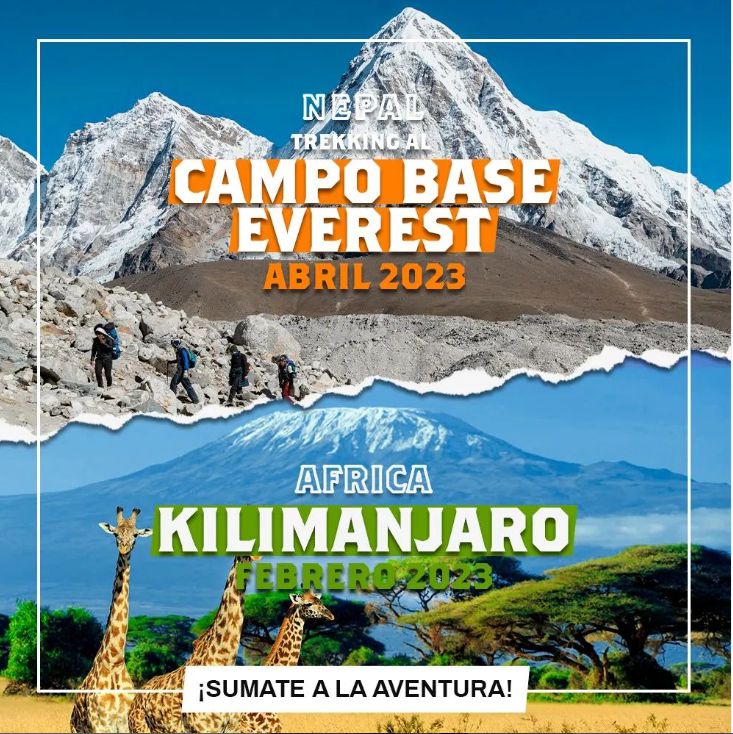 NEPAL
TREKKING AL
CAMPO BASE
EVEREST
ABRIL 2023
AFRICA
KILIMANJARO
FEBRERO 2023
¡SUMATE A LA AVENTURA!